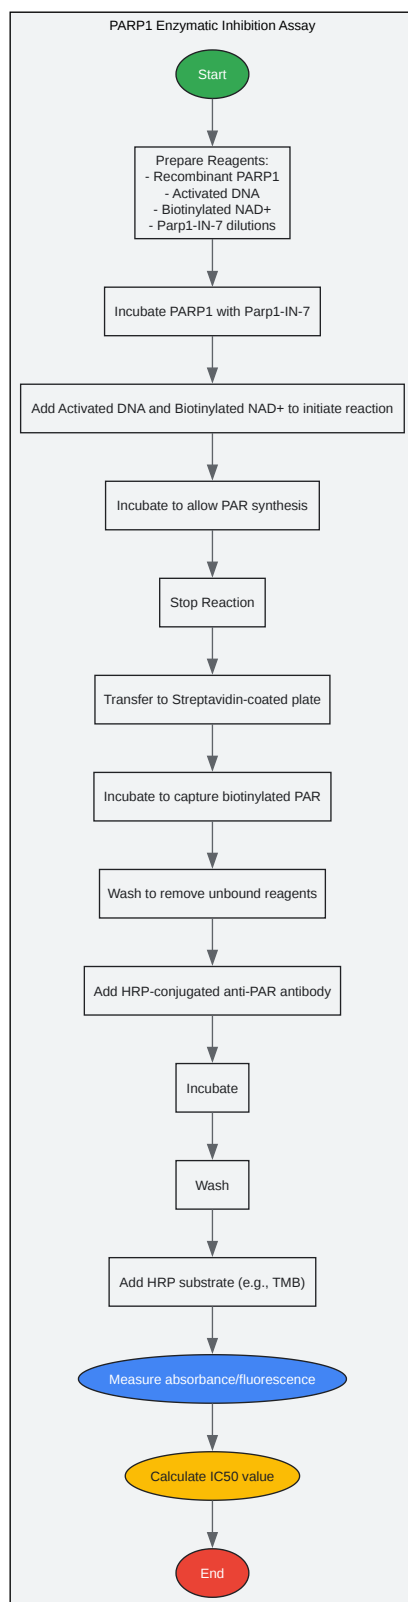 PARP1 Enzymatic Inhibition Assay
Start
Prepare Reagents:
- Recombinant PARP1
- Activated DNA
- Biotinylated NAD+
- Parp1-IN-7 dilutions
Incubate PARP1 with Parp1-IN-7
Add Activated DNA and Biotinylated NAD+ to initiate reaction
Incubate to allow PAR synthesis
Stop Reaction
Transfer to Streptavidin-coated plate
Incubate to capture biotinylated PAR
Wash to remove unbound reagents
Add HRP-conjugated anti-PAR antibody
Incubate
Wash
Add HRP substrate (e.g., TMB)
Measure absorbance/fluorescence
Calculate IC50 value
End